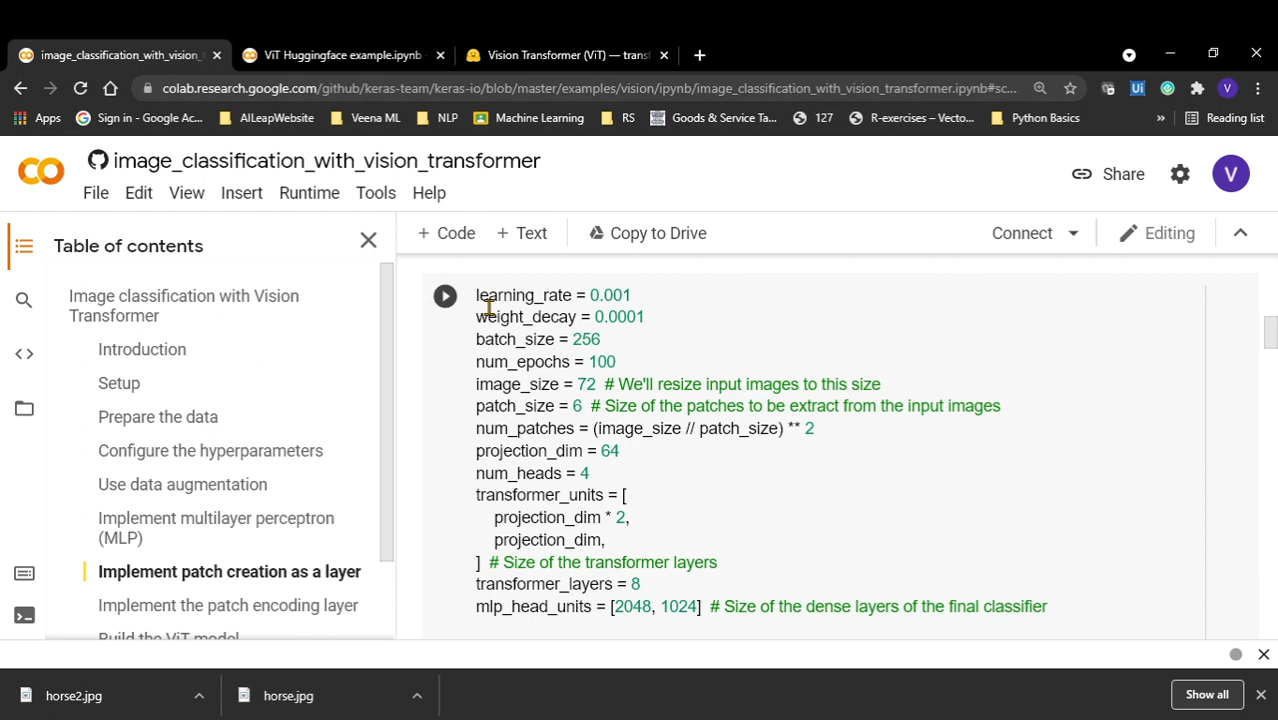 image_classification_with_vision_
ViT Huggingface example.ipynb
Vision Transformer (ViT) — transf
colab.research.google.com/github/keras-team/keras-io/blob/master/examples/vision/ipynb/image_classification_with_vision_transformer.ipynb#sc...
Apps
Sign in - Google Ac...
AILeapWebsite
Veena ML
NLP
Machine Learning
RS
Goods & Service Ta...
127
R-exercises – Vecto...
Python Basics
»
Reading list
CO
image_classification_with_vision_transformer
File Edit View Insert Runtime Tools Help
Share
V
Table of contents
+ Code + Text Copy to Drive
Connect
Editing
Image classification with Vision
Transformer
Introduction
Setup
Prepare the data
Configure the hyperparameters
Use data augmentation
Implement multilayer perceptron
(MLP)
Implement patch creation as a layer
Implement the patch encoding layer
Build the ViT model
learning_rate = 0.001
weight_decay = 0.0001
batch_size = 256
num_epochs = 100
image_size = 72 # We'll resize input images to this size
patch_size = 6 # Size of the patches to be extract from the input images
num_patches = (image_size // patch_size) ** 2
projection_dim = 64
num_heads = 4
transformer_units = [
projection_dim * 2,
projection_dim,
] # Size of the transformer layers
transformer_layers = 8
mlp_head_units = [2048, 1024] # Size of the dense layers of the final classifier
horse2.jpg
horse.jpg
Show all